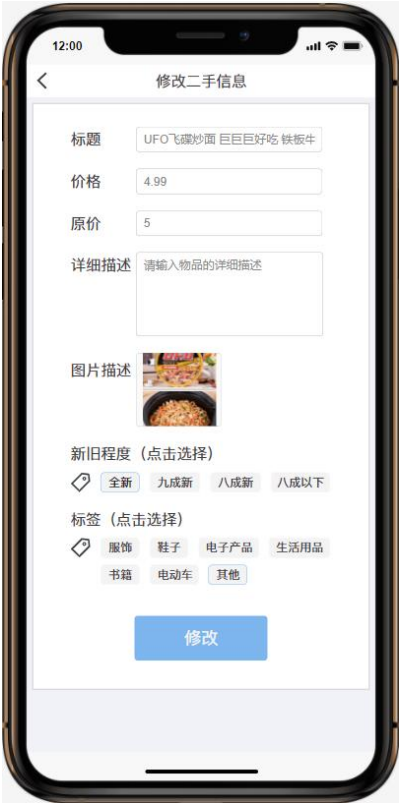 12:00
修改二手信息
标题 UFO飞碟炒面 巨巨巨好吃 铁板牛
价格 4.99
原价 5
详细描述 请输入物品的详细描述
图片描述
新旧程度（点击选择）
全新 九成新 八成新 八成以下
标签（点击选择）
服饰 鞋子 电子产品 生活用品
书籍 电动车 其他
修改